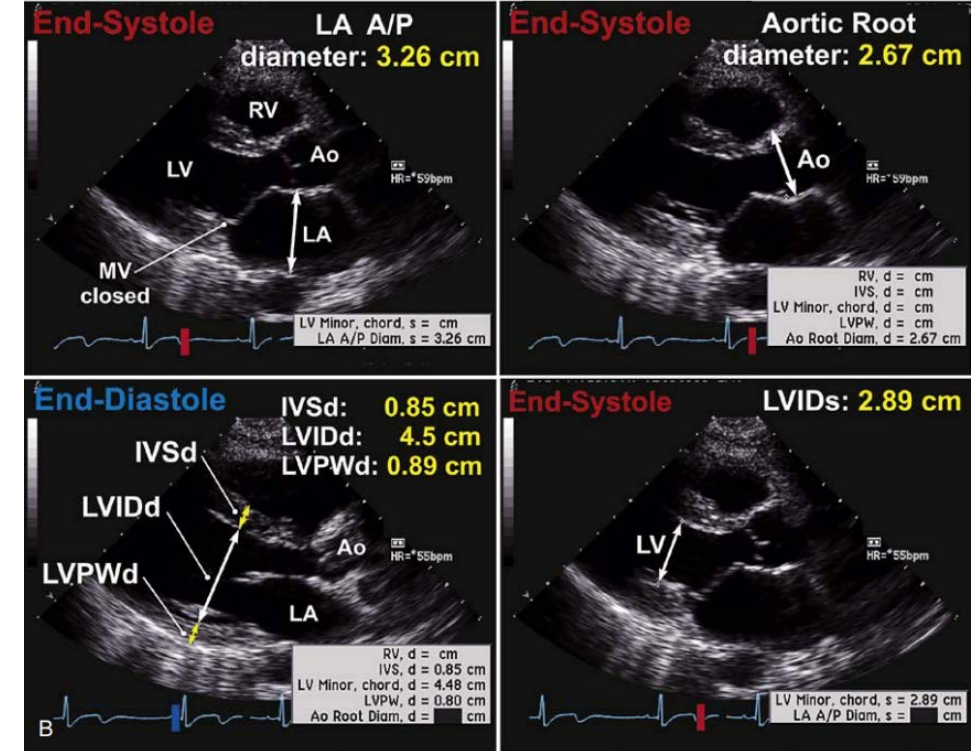 End-Systole
LA A/P
diameter: 3.26 cm
RV
Ao
LV
HR=*59bpm
LA
MV
closed
LV Minor, chord, s = cm
LA A/P Diam, s = 3.26 cm
End-Systole
Aortic Root
diameter: 2.67 cm
Ao
HR=*59bpm
RV, d = cm
IVS, d = cm
LV Minor, chord, d = cm
LVPW, d = cm
Ao Root Diam, d = 2.67 cm
End-Diastole
IVSd: 0.85 cm
LVIDd: 4.5 cm
LVPWd: 0.89 cm
IVSd
LVIDd
Ao
HR=*55bpm
LVPWd
LA
RV, d = cm
IVS, d = 0.85 cm
LV Minor, chord, d = 4.48 cm
LVPW, d = 0.80 cm
Ao Root Diam, d = cm
B
End-Systole
LVIDs: 2.89 cm
LV
HR=*55bpm
LV Minor, chord, s = 2.89 cm
LA A/P Diam, s = cm